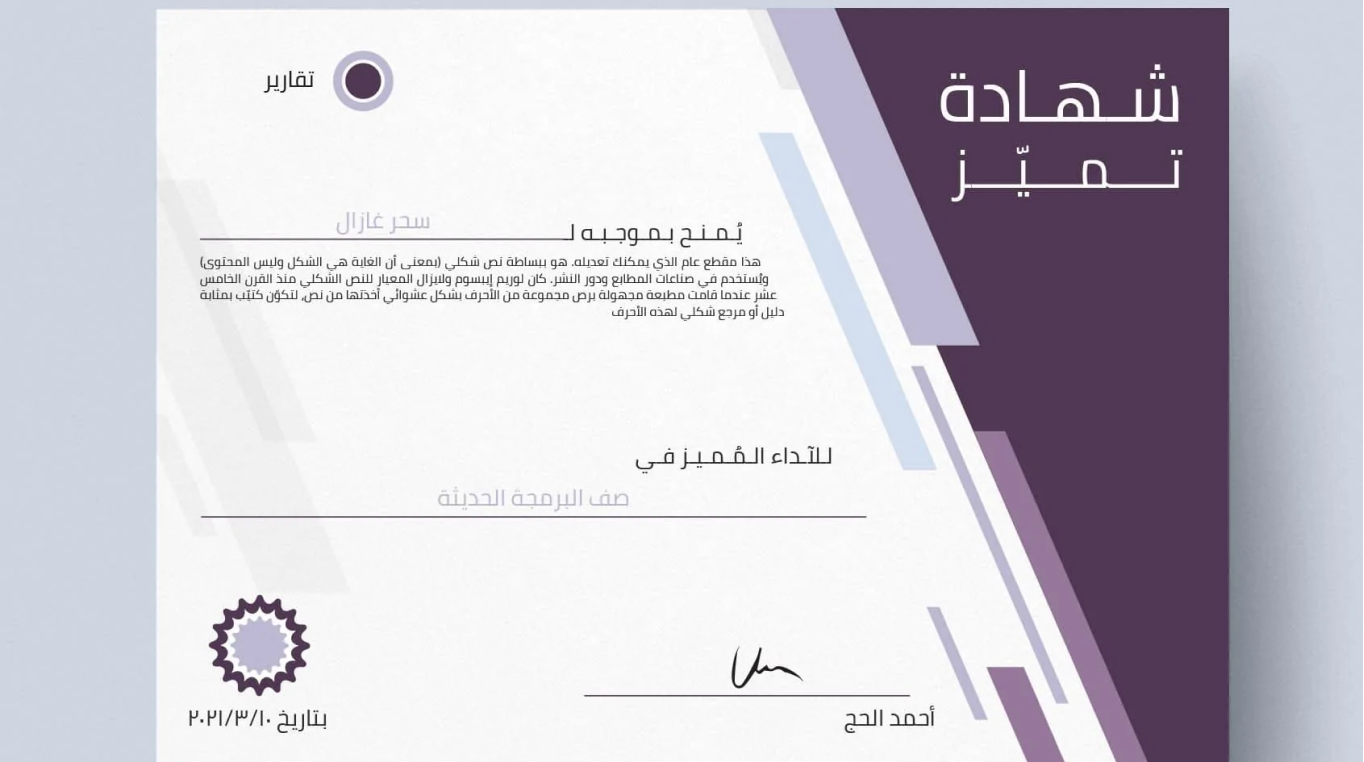 شهادة
تميّز
تقارير
يُمنح بموجبه لـ سحر غازال
هذا مقطع عام الذي يمكنك تعديله. هو ببساطة نص شكلي (بمعنى أن الغاية هي الشكل وليس المحتوى)
ويُستخدم في صناعات المطابع ودور النشر. كان لوريم إيبسوم ولايزال المعيار للنص الشكلي منذ القرن الخامس
عشر عندما قامت مطبعة مجهولة برص مجموعة من الأحرف بشكل عشوائي أخذتها من نص، لتكوّن كتيّب بمثابة
دليل أو مرجع شكلي لهذه الأحرف
للآداء المُميز في
صف البرمجة الحديثة
أحمد الحج
بتاريخ ٢٠٢١/٣/١٠